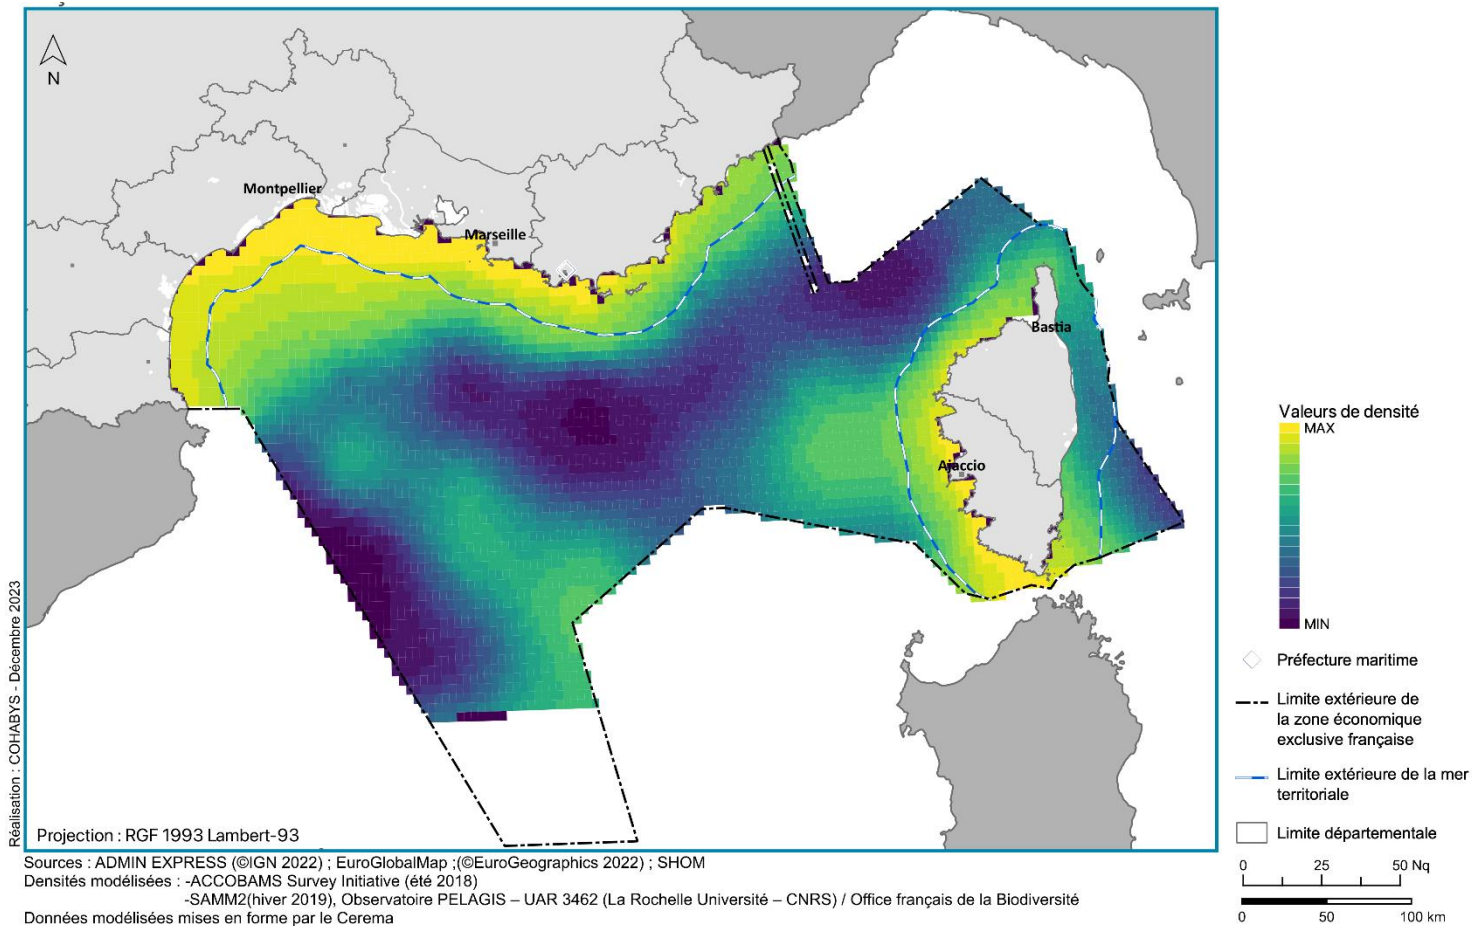 N
Montpellier
Marseille
Bastia
Ajaccio
Réalisation : COHABYS - Décembre 2023
Projection : RGF 1993 Lambert-93
Valeurs de densité
MAX
MIN
Préfecture maritime
Limite extérieure de
la zone économique
exclusive française
Limite extérieure de la mer
territoriale
Limite départementale
0 25 50 Nq
0 50 100 km
Sources : ADMIN EXPRESS (©IGN 2022) ; EuroGlobalMap ;(©EuroGeographics 2022) ; SHOM
Densités modélisées : -ACCOBAMS Survey Initiative (été 2018)
-SAMM2(hiver 2019), Observatoire PELAGIS – UAR 3462 (La Rochelle Université – CNRS) / Office français de la Biodiversité
Données modélisées mises en forme par le Cerema